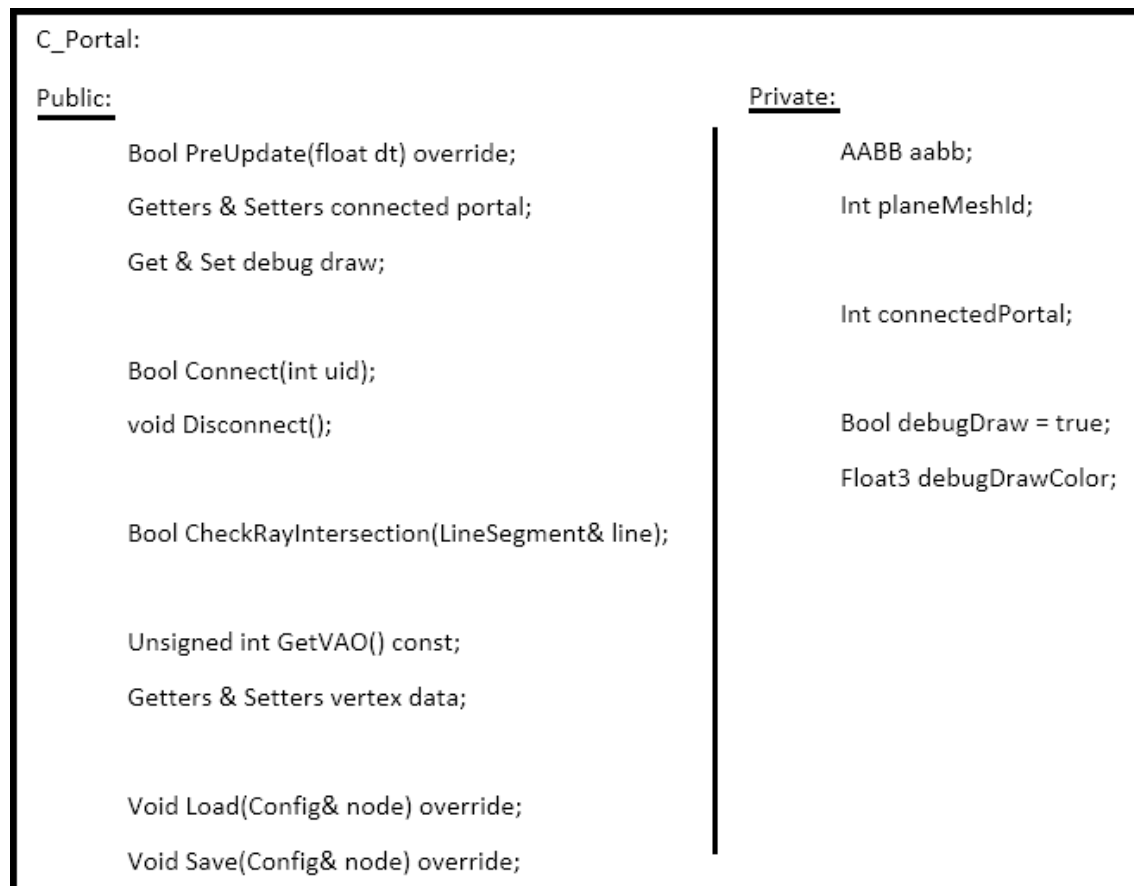 C_Portal:
Public:
Bool PreUpdate(float dt) override;
Getters & Setters connected portal;
Get & Set debug draw;
Bool Connect(int uid);
void Disconnect();
Bool CheckRayIntersection(LineSegment& line);
Unsigned int GetVAO() const;
Getters & Setters vertex data;
Void Load(Config& node) override;
Void Save(Config& node) override;
Private:
AABB aabb;
Int planeMeshId;
Int connectedPortal;
Bool debugDraw = true;
Float3 debugDrawColor;